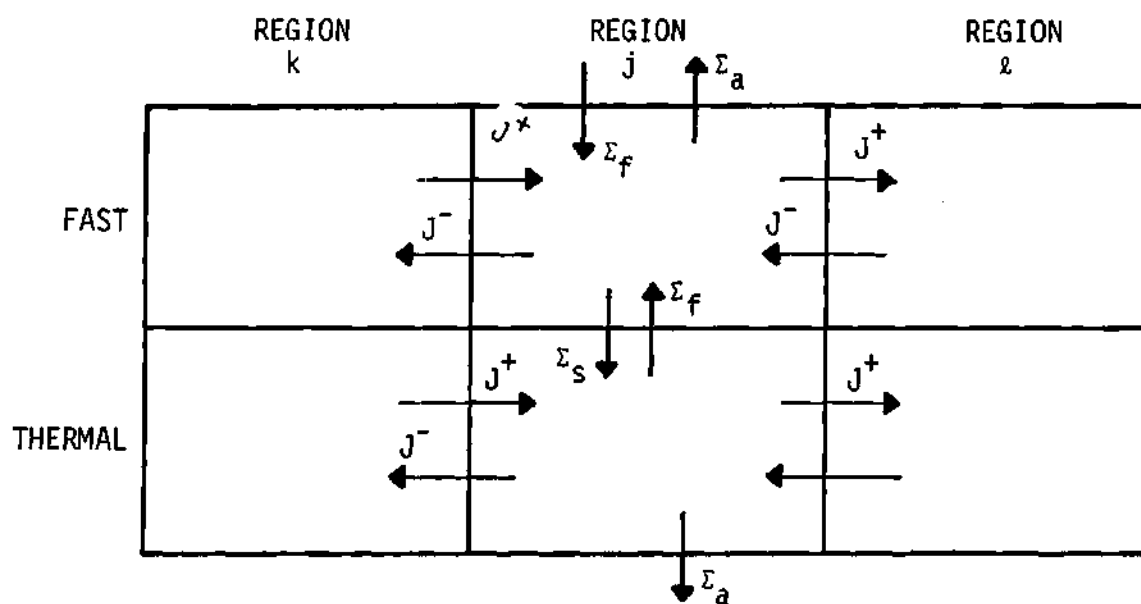 REGION REGION REGION
k j ℓ
Σa
J× Σf J+
FAST J- J-
Σf
Σs
J+ J+
THERMAL J-
Σa